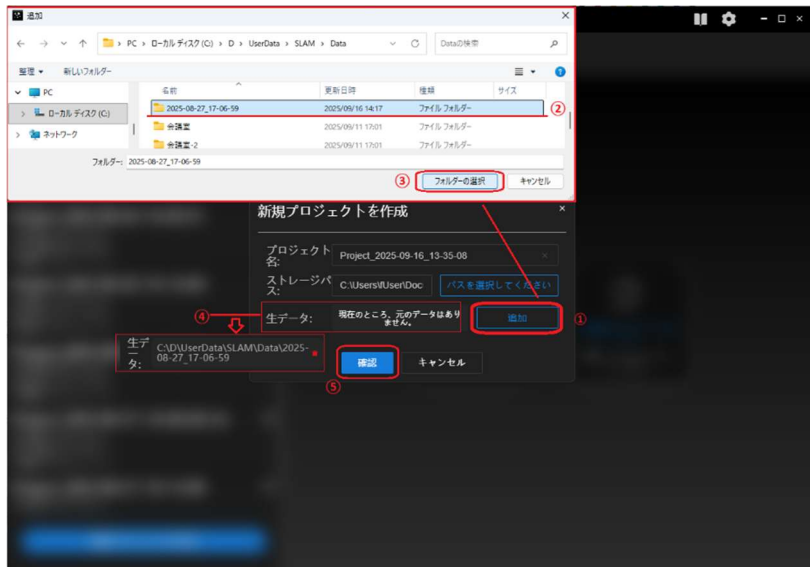 追加
PC > ローカル ディスク (C:) > D > UserData > SLAM > Data
Dataの検索
整理
新しいフォルダー
PC
ローカル ディスク (C:)
ネットワーク
名前 更新日時 種類 サイズ
2025-08-27_17-06-59 2025/09/16 14:17 ファイル フォルダー
②
会議室 2025/09/11 17:01 ファイル フォルダー
会議室-2 2025/09/11 17:01 ファイル フォルダー
フォルダー: 2025-08-27_17-06-59
③ フォルダーの選択 キャンセル
新規プロジェクトを作成
プロジェクト
名:
Project_2025-09-16_13-35-08
ストレージパ
ス:
C:\Users\fUser\Doc
パスを選択してください
④
生データ:
現在のところ、元のデータはあり
ません。
追加
①
生デ
ー
タ:
C:\D\UserData\SLAM\Data\2025-
08-27_17-06-59
確認
キャンセル
⑤